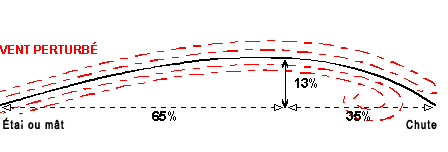 VENT PERTURBÉ
13%
65%
35%
Étai ou mât
Chute